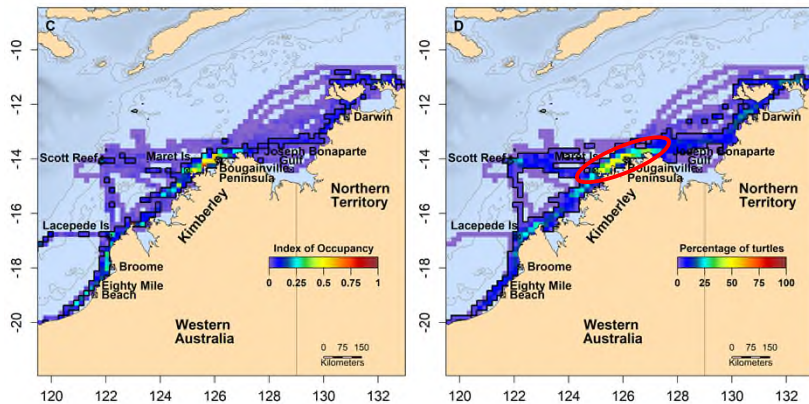 C
-10
-12
-14
-16
-18
-20
Darwin
Scott Reef
Maret Is
Joseph Bonaparte
Gulf
Bougainville
Peninsula
Northern
Territory
Lacepede Is
Kimberley
Index of Occupancy
0 0.25 0.5 0.75 1
Broome
Eighty Mile
Beach
Western
Australia
0 75 150
Kilometers
120 122 124 126 128 130 132
D
-10
-12
-14
-16
-18
-20
Darwin
Scott Reef
Maret
Joseph Bonaparte
Gulf
Bougainville
Peninsula
Northern
Territory
Lacepede Is
Kimberley
Percentage of turtles
0 25 50 75 100
Broome
Eighty Mile
Beach
Western
Australia
0 75 150
Kilometers
120 122 124 126 128 130 132